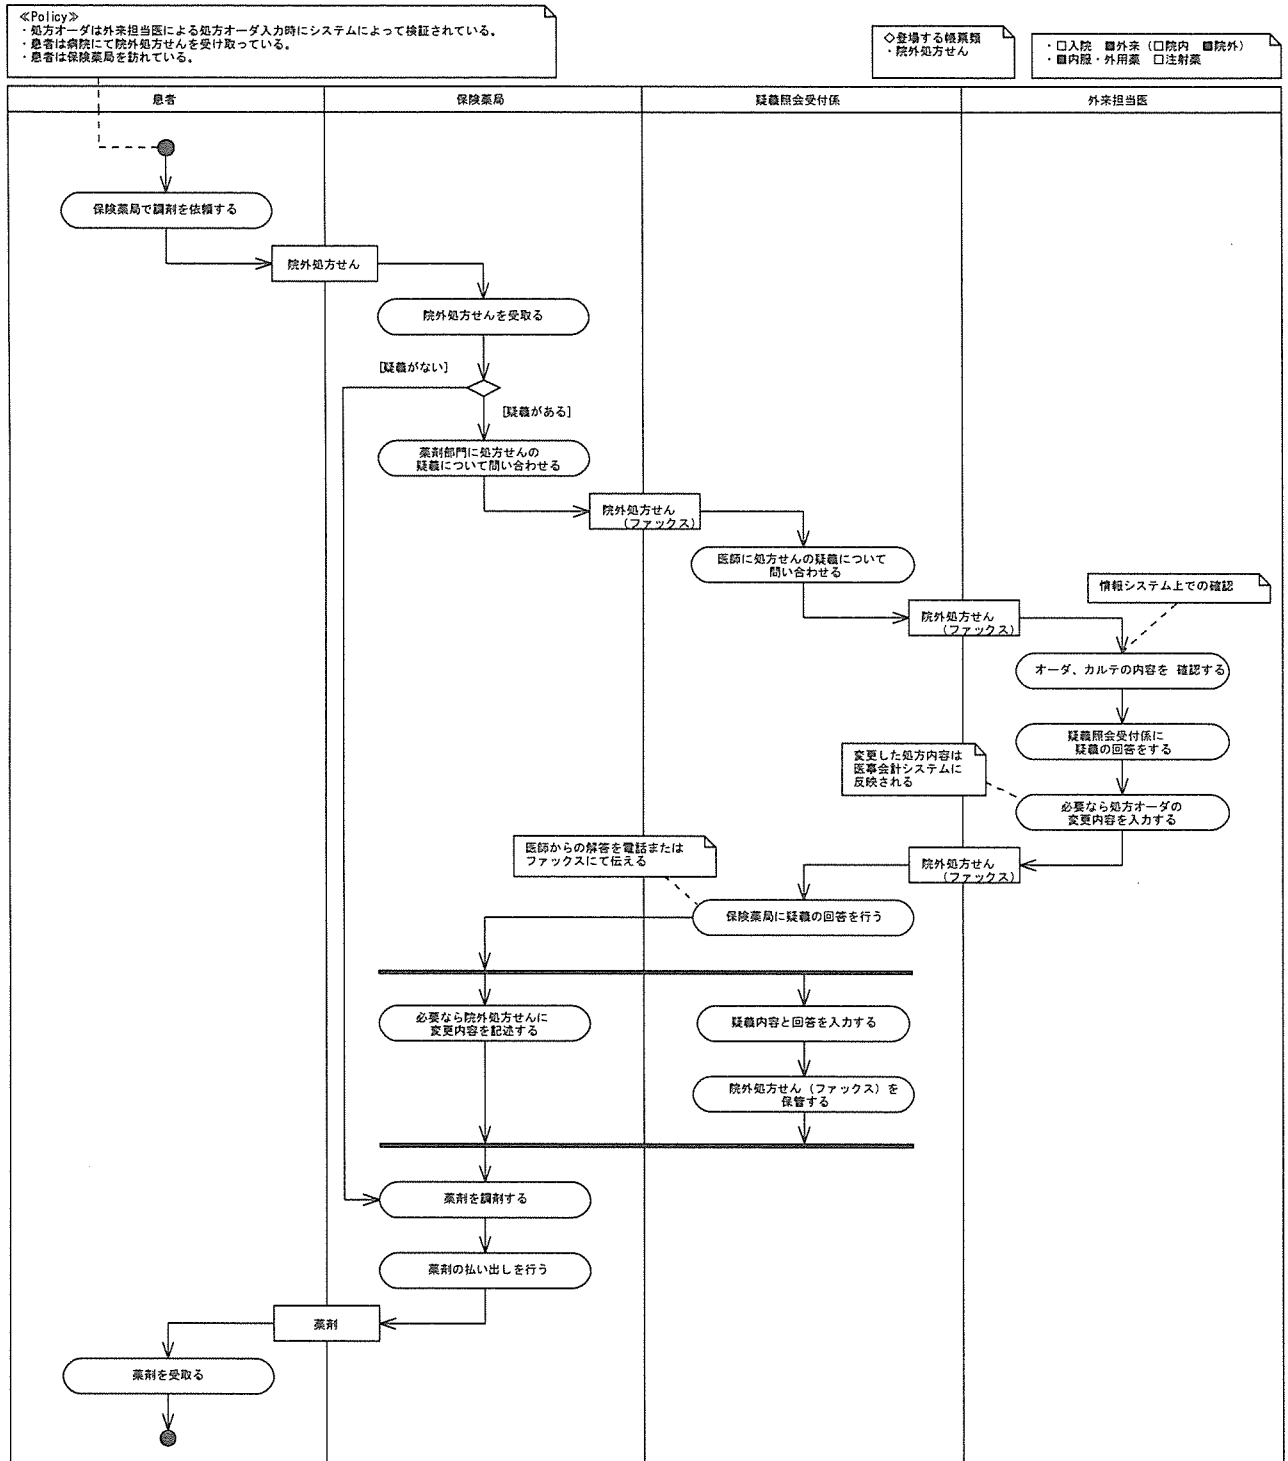 ≪Policy≫
・処方オーダは外来担当医による処方オーダ入力時にシステムによって検証されている。
・患者は病院にて院外処方せんを受け取っている。
・患者は保険薬局を訪れている。
◇登場する帳票類
・院外処方せん
・□入院 ■外来（□院内 ■院外）
・■内服・外用薬 □注射薬
患者
保険薬局
疑義照会受付係
外来担当医
保険薬局で調剤を依頼する
院外処方せん
院外処方せんを受取る
[疑義がない]
[疑義がある]
薬剤部門に処方せんの
疑義について問い合わせる
院外処方せん
（ファックス）
医師に処方せんの疑義について
問い合わせる
情報システム上での確認
院外処方せん
（ファックス）
オーダ、カルテの内容を 確認する
疑義照会受付係に
疑義の回答をする
変更した処方内容は
医事会計システムに
反映される
必要なら処方オーダの
変更内容を入力する
医師からの解答を電話または
ファックスにて伝える
院外処方せん
（ファックス）
保険薬局に疑義の回答を行う
必要なら院外処方せんに
変更内容を記述する
疑義内容と回答を入力する
院外処方せん（ファックス）を
保管する
薬剤を調剤する
薬剤の払い出しを行う
薬剤
薬剤を受取る